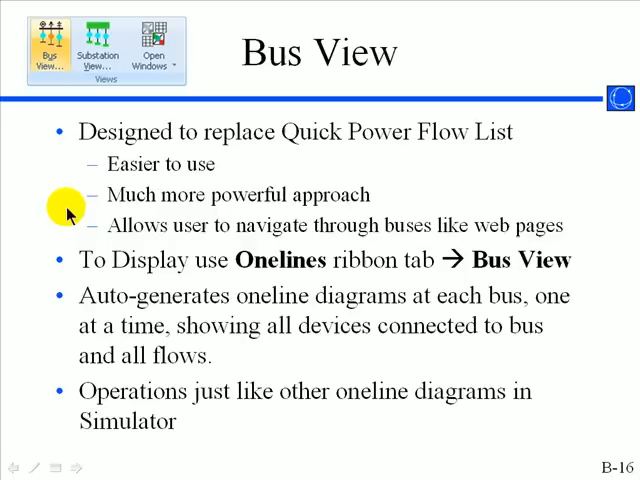 Bus View
Bus View...
Substation View...
Open Windows
Views
• Designed to replace Quick Power Flow List
– Easier to use
– Much more powerful approach
– Allows user to navigate through buses like web pages
• To Display use Onelines ribbon tab → Bus View
• Auto-generates oneline diagrams at each bus, one
at a time, showing all devices connected to bus
and all flows.
• Operations just like other oneline diagrams in
Simulator
B-16